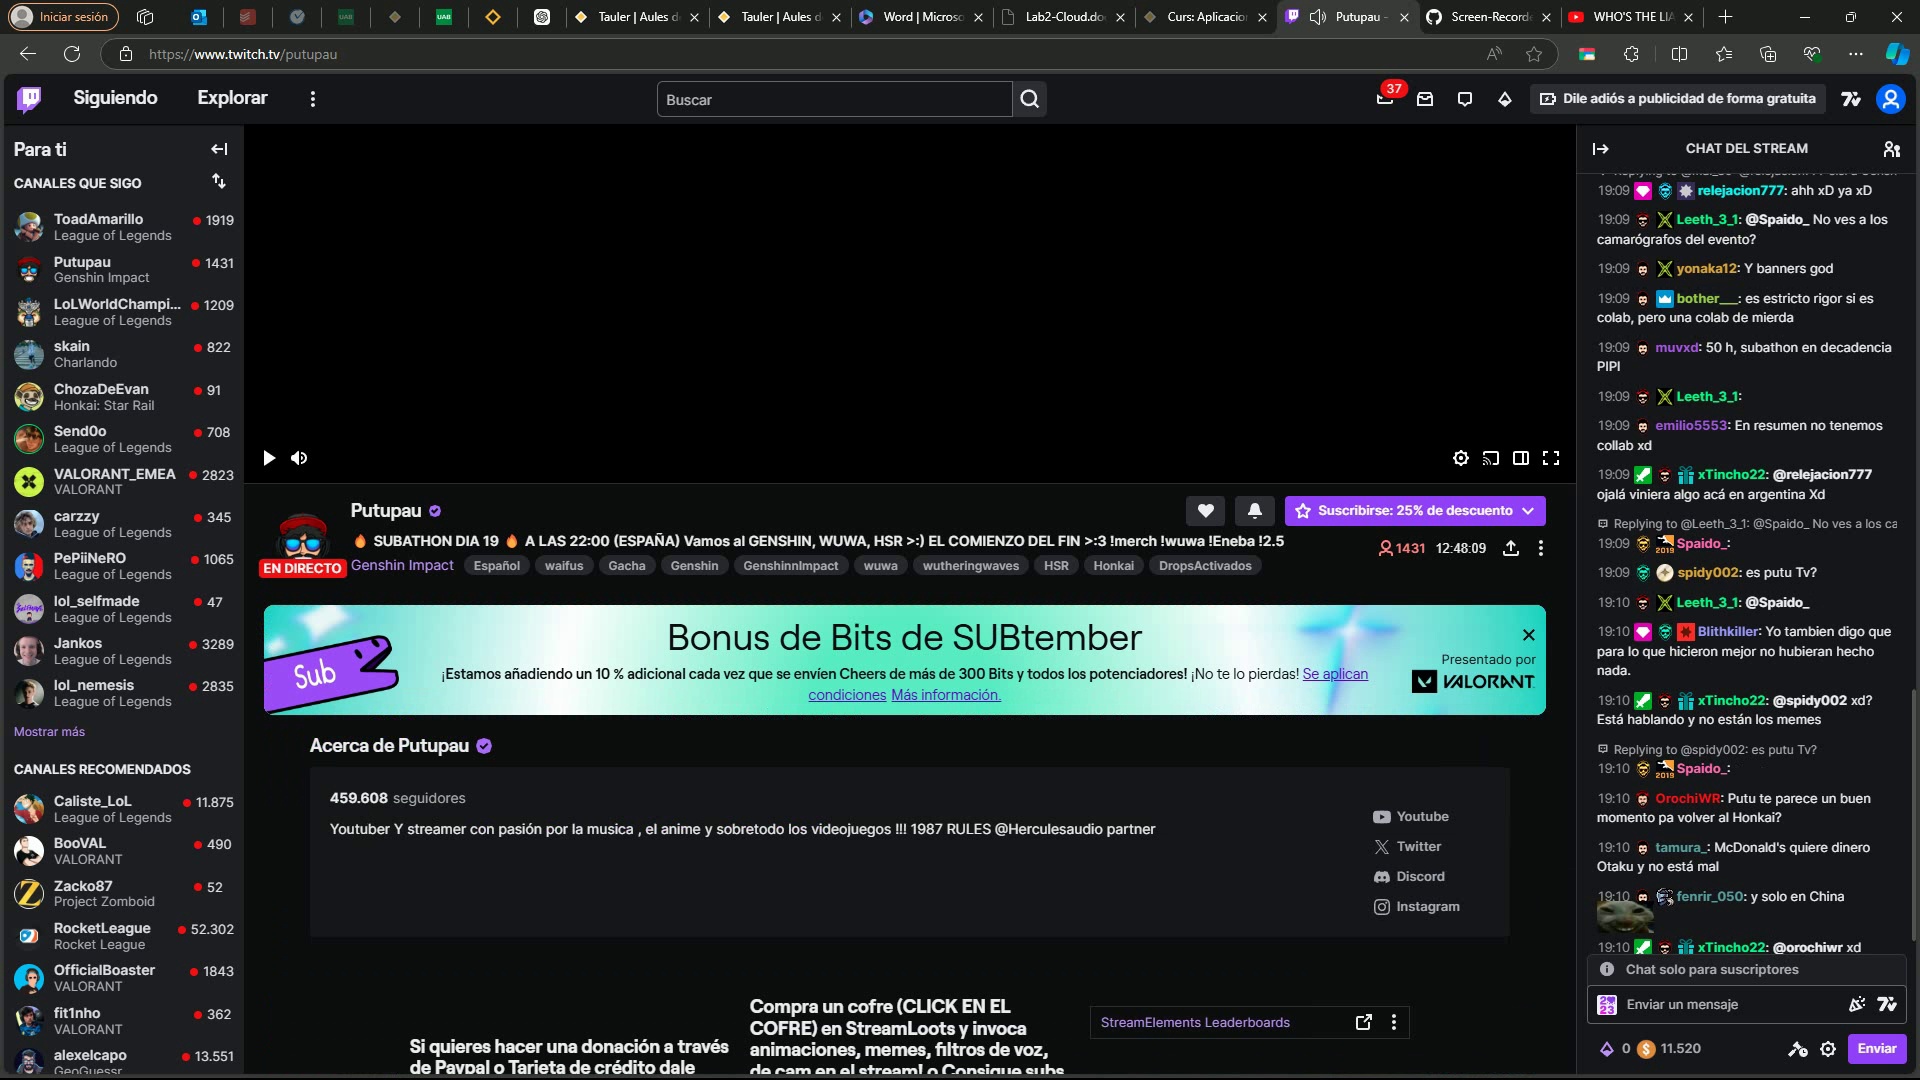 Iniciar sesión
UAB
UAB
Tauler | Aules d
Tauler | Aules d
Word | Microso
Lab2-Cloud.do
Curs: Aplicacio
Putupau -
Screen-Record
WHO'S THE LIA
https://www.twitch.tv/putupau
Siguiendo
Explorar
Buscar
37
Dile adiós a publicidad de forma gratuita
Para ti
CANALES QUE SIGO
ToadAmarillo 1919
League of Legends
Putupau 1431
Genshin Impact
LoLWorldChampi... 1209
League of Legends
skain 822
Charlando
ChozaDeEvan 91
Honkai: Star Rail
Send0o 708
League of Legends
VALORANT_EMEA 2823
VALORANT
carzzy 345
League of Legends
PePiiNeRO 1065
League of Legends
lol_selfmade 47
League of Legends
Jankos 3289
League of Legends
lol_nemesis 2835
League of Legends
Mostrar más
CANALES RECOMENDADOS
Caliste_LoL 11.875
League of Legends
BooVAL 490
VALORANT
Zacko87 52
Project Zomboid
RocketLeague 52.302
Rocket League
OfficialBoaster 1843
VALORANT
fit1nho 362
VALORANT
alexelcapo 13.551
GeoGuessr
Putupau
Suscribirse: 25% de descuento
🔥 SUBATHON DIA 19 🔥 A LAS 22:00 (ESPAÑA) Vamos al GENSHIN, WUWA, HSR >:) EL COMIENZO DEL FIN >:3 !merch !wuwa !Eneba !2.5
1431 12:48:09
EN DIRECTO
Genshin Impact Español waifus Gacha Genshin GenshinnImpact wuwa wutheringwaves HSR Honkai DropsActivados
Sub
Bonus de Bits de SUBtember
¡Estamos añadiendo un 10 % adicional cada vez que se envíen Cheers de más de 300 Bits y todos los potenciadores! ¡No te lo pierdas! Se aplican
condiciones Más información.
Presentado por
VALORANT
Acerca de Putupau
459.608 seguidores
Youtuber Y streamer con pasión por la musica , el anime y sobretodo los videojuegos !!! 1987 RULES @Herculesaudio partner
Youtube
Twitter
Discord
Instagram
Si quieres hacer una donación a través
de Paypal o Tarjeta de crédito dale
Compra un cofre (CLICK EN EL
COFRE) en StreamLoots y invoca
animaciones, memes, filtros de voz,
de cam en el stream! o Consigue subs
StreamElements Leaderboards
CHAT DEL STREAM
19:09 relejacion777: ahh xD ya xD
19:09 Leeth_3_1: @Spaido_ No ves a los
camarógrafos del evento?
19:09 yonaka12: Y banners god
19:09 bother___: es estricto rigor si es
colab, pero una colab de mierda
19:09 muvxd: 50 h, subathon en decadencia
PIPI
19:09 Leeth_3_1:
19:09 emilio5553: En resumen no tenemos
collab xd
19:09 xTincho22: @relejacion777
ojalá viniera algo acá en argentina Xd
Replying to @Leeth_3_1: @Spaido_ No ves a los ca
19:09 2019 Spaido_:
19:09 spidy002: es putu Tv?
19:10 Leeth_3_1: @Spaido_
19:10 Blithkiller: Yo tambien digo que
para lo que hicieron mejor no hubieran hecho
nada.
19:10 xTincho22: @spidy002 xd?
Está hablando y no están los memes
Replying to @spidy002: es putu Tv?
19:10 2019 Spaido_:
19:10 OrochiWR: Putu te parece un buen
momento pa volver al Honkai?
19:10 tamura_: McDonald's quiere dinero
Otaku y no está mal
19:10 fenrir_050: y solo en China
19:10 xTincho22: @orochiwr xd
Chat solo para suscriptores
Enviar un mensaje
0 11.520
Enviar